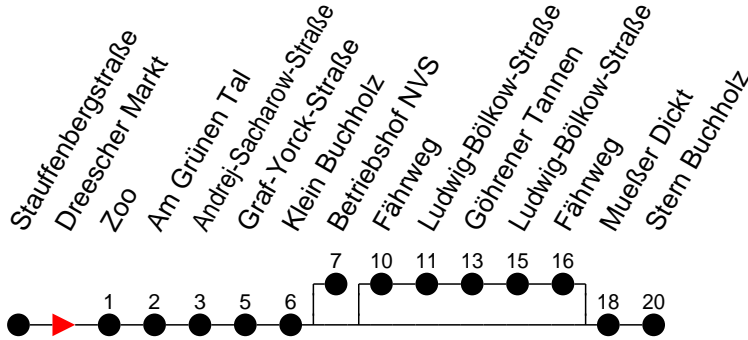 Stauffenbergstraße
Dreescher Markt
Zoo
Am Grünen Tal
Andrej-Sacharow-Straße
Graf-Yorck-Straße
Klein Buchholz
Betriebshof NVS
Fährweg
Ludwig-Bölkow-Straße
Göhrener Tannen
Ludwig-Bölkow-Straße
Fährweg
Mueßer Dickt
Stern Buchholz
7 10 11 13 15 16
1 2 3 5 6 18 20